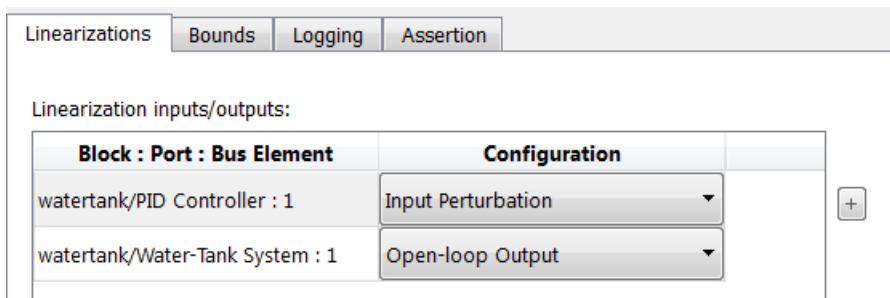 Linearizations Bounds Logging Assertion
Linearization inputs/outputs:
Block : Port : Bus Element Configuration
watertank/PID Controller : 1 Input Perturbation +
watertank/Water-Tank System : 1 Open-loop Output